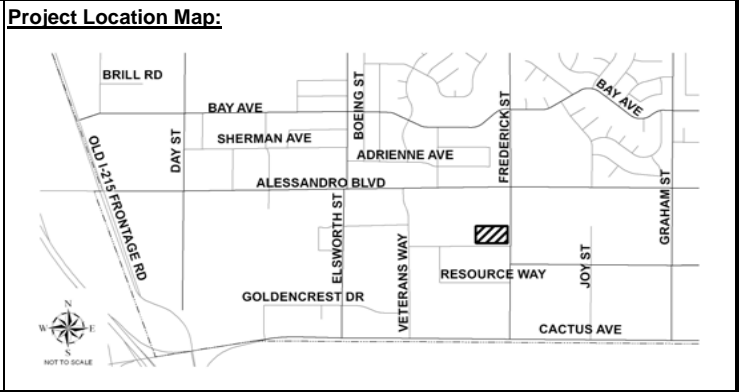 Project Location Map:
BRILL RD
BAY AVE
BOEING ST
BAY AVE
FREDERICK ST
SHERMAN AVE
DAY ST
OLD I-215 FRONTAGE RD
ADRIENNE AVE
ALESSANDRO BLVD
GRAHAM ST
ELSWORTH ST
VETERANS WAY
JOY ST
RESOURCE WAY
GOLDENCREST DR
CACTUS AVE
N
W E
S
NOT TO SCALE